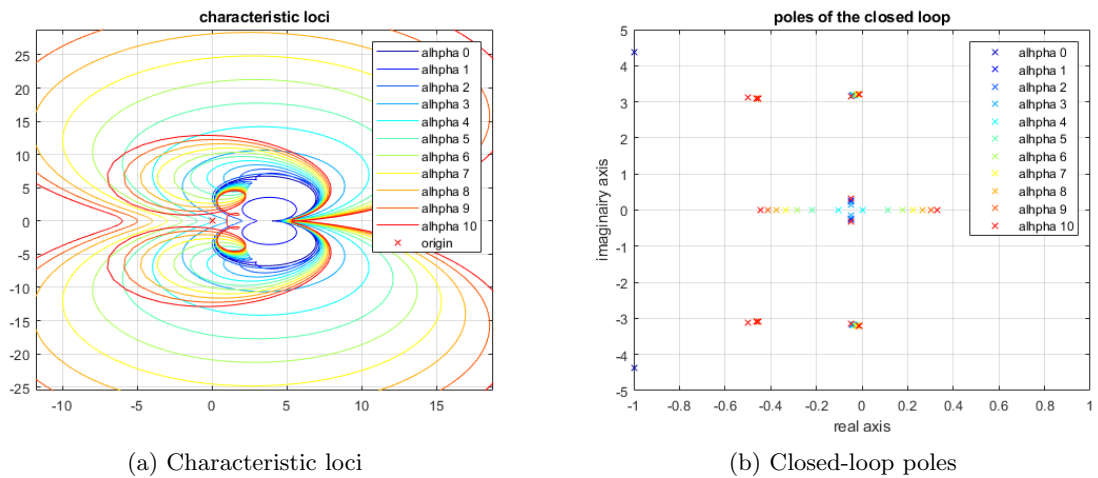 characteristic loci
25
20
15
10
5
0
-5
-10
-15
-20
-25
-10
-5
0
5
10
15
alhpha 0
alhpha 1
alhpha 2
alhpha 3
alhpha 4
alhpha 5
alhpha 6
alhpha 7
alhpha 8
alhpha 9
alhpha 10
origin
(a) Characteristic loci
poles of the closed loop
imaginairy axis
5
4
3
2
1
0
-1
-2
-3
-4
-5
-1
-0.8
-0.6
-0.4
-0.2
0
0.2
0.4
0.6
0.8
1
real axis
alhpha 0
alhpha 1
alhpha 2
alhpha 3
alhpha 4
alhpha 5
alhpha 6
alhpha 7
alhpha 8
alhpha 9
alhpha 10
(b) Closed-loop poles